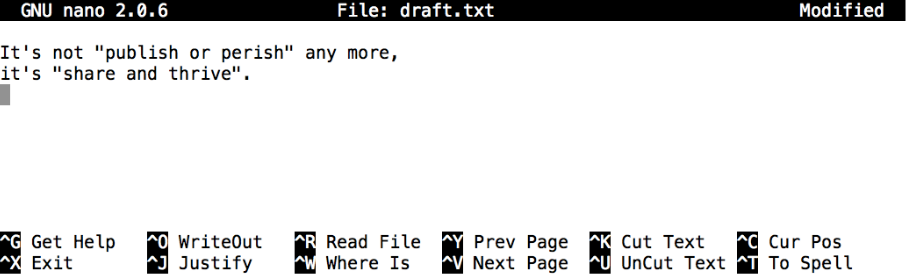 GNU nano 2.0.6 File: draft.txt Modified
It's not "publish or perish" any more,
it's "share and thrive".
^G Get Help ^O WriteOut ^R Read File ^Y Prev Page ^K Cut Text ^C Cur Pos
^X Exit ^J Justify ^W Where Is ^V Next Page ^U UnCut Text ^T To Spell